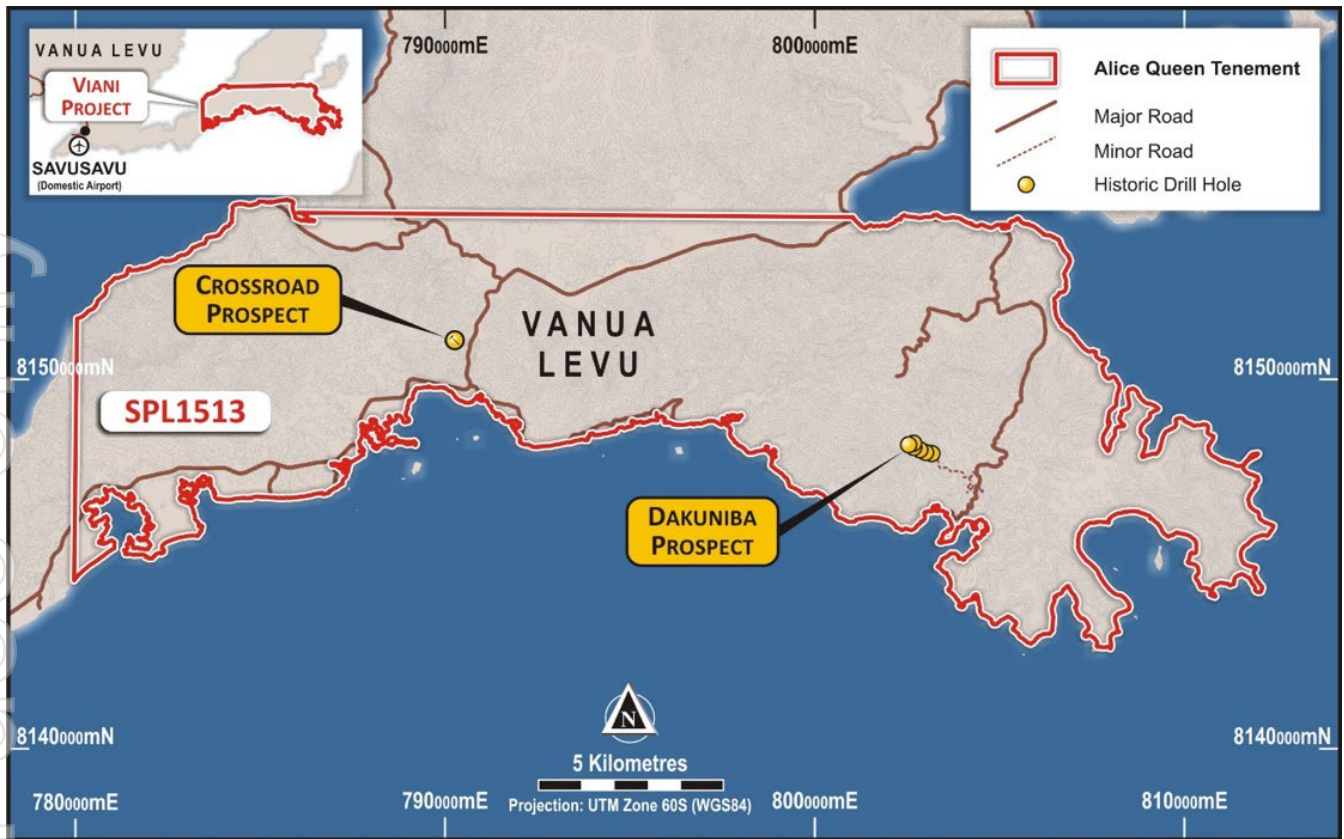 790000mE
800000mE
VANUA LEVU
VIANI
PROJECT
SAVUSAVU
(Domestic Airport)
Alice Queen Tenement
Major Road
Minor Road
Historic Drill Hole
CROSSROAD
PROSPECT
VANUA
LEVU
8150000mN
8150000mN
SPL1513
DAKUNIBA
PROSPECT
N
8140000mN
8140000mN
5 Kilometres
780000mE
790000mE
Projection: UTM Zone 60S (WGS84)
800000mE
810000mE